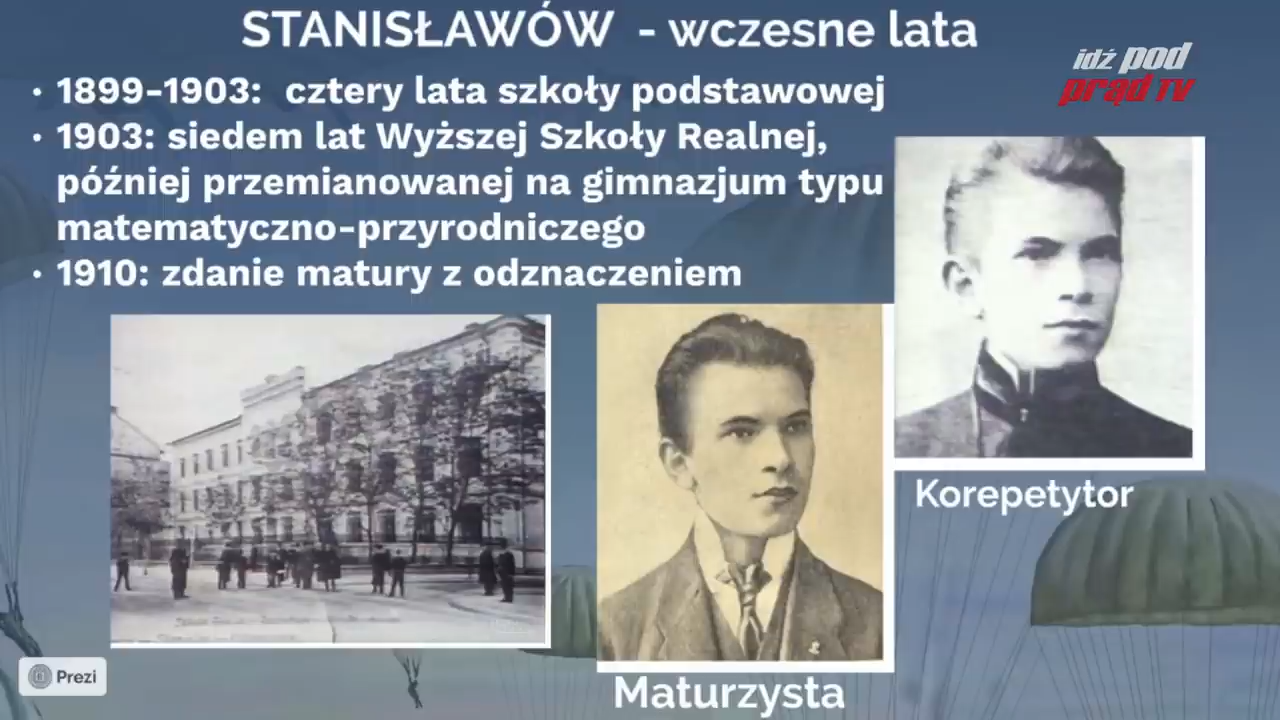 STANISŁAWÓW - wczesne lata
idź pod
prąd TV
• 1899-1903: cztery lata szkoły podstawowej
• 1903: siedem lat Wyższej Szkoły Realnej,
później przemianowanej na gimnazjum typu
matematyczno-przyrodniczego
• 1910: zdanie matury z odznaczeniem
Korepetytor
Maturzysta
Prezi